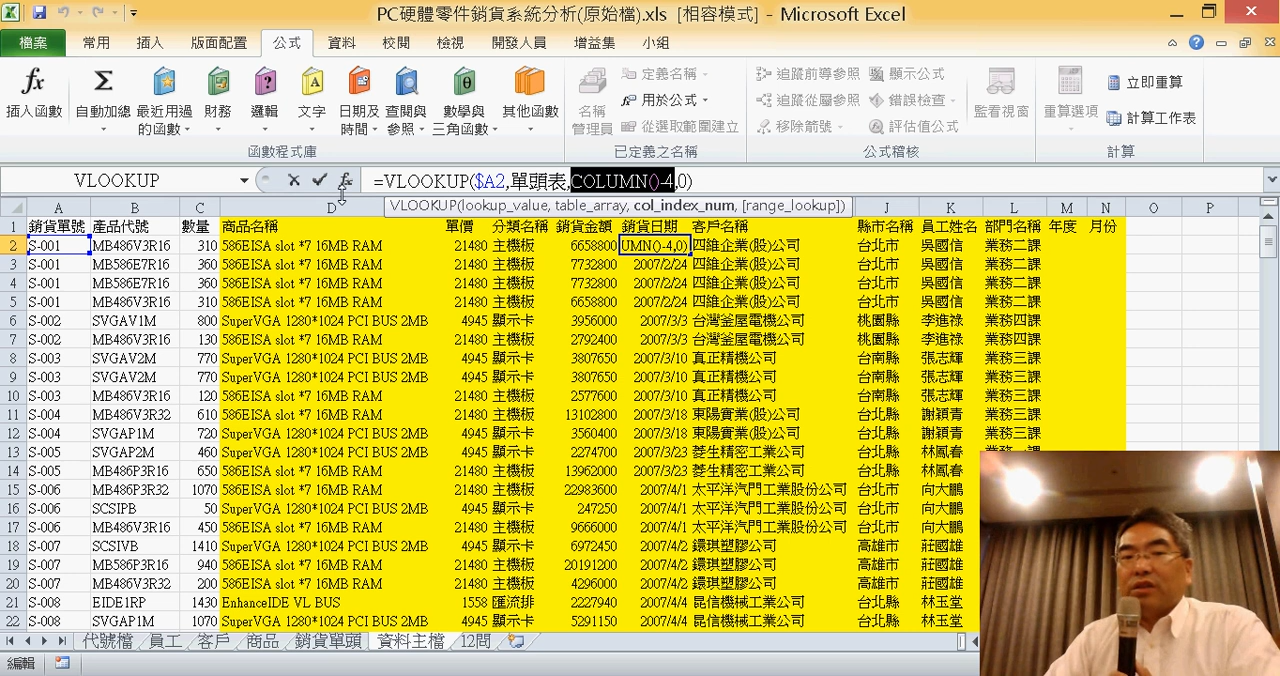 PC硬體零件銷貨系統分析(原始檔).xls [相容模式] - Microsoft Excel
檔案 常用 插入 版面配置 公式 資料 校閱 檢視 開發人員 增益集 小組
fx Σ θ
插入函數 自動加總 最近用過的函數 財務 邏輯 文字 日期及時間 查閱與參照 數學與三角函數 其他函數
名稱管理員 定義名稱 用於公式 從選取範圍建立
追蹤前導參照 追蹤從屬參照 移除箭號 顯示公式 錯誤檢查 評估值公式 監看視窗
重算選項 立即重算 計算工作表
函數程式庫 已定義之名稱 公式稽核 計算
VLOOKUP fx =VLOOKUP($A2,單頭表,COLUMN()-4,0)
VLOOKUP(lookup_value, table_array, col_index_num, [range_lookup])
A B C D J K L M N O P
1 銷貨單號 產品代號 數量 商品名稱 單價 分類名稱 銷貨金額 銷貨日期 客戶名稱 縣市名稱 員工姓名 部門名稱 年度 月份
2 S-001 MB486V3R16 310 586EISA slot *7 16MB RAM 21480 主機板 6658800 UMN()-4,0) 四維企業(股)公司 台北市 吳國信 業務二課
3 S-001 MB586E7R16 360 586EISA slot *7 16MB RAM 21480 主機板 7732800 2007/2/24 四維企業(股)公司 台北市 吳國信 業務二課
4 S-001 MB586E7R16 360 586EISA slot *7 16MB RAM 21480 主機板 7732800 2007/2/24 四維企業(股)公司 台北市 吳國信 業務二課
5 S-001 MB486V3R16 310 586EISA slot *7 16MB RAM 21480 主機板 6658800 2007/2/24 四維企業(股)公司 台北市 吳國信 業務二課
6 S-002 SVGAV1M 800 SuperVGA 1280*1024 PCI BUS 2MB 4945 顯示卡 3956000 2007/3/3 台灣釜屋電機公司 桃園縣 李進祿 業務四課
7 S-002 MB486V3R16 130 SuperVGA 1280*1024 PCI BUS 2MB 4945 顯示卡 2792400 2007/3/3 台灣釜屋電機公司 桃園縣 李進祿 業務四課
8 S-003 SVGAV2M 770 SuperVGA 1280*1024 PCI BUS 2MB 4945 顯示卡 3807650 2007/3/10 真正精機公司 台南縣 張志輝 業務三課
9 S-003 SVGAV2M 770 SuperVGA 1280*1024 PCI BUS 2MB 4945 顯示卡 3807650 2007/3/10 真正精機公司 台南縣 張志輝 業務三課
10 S-003 MB486V3R16 120 586EISA slot *7 16MB RAM 21480 主機板 2577600 2007/3/10 真正精機公司 台南縣 張志輝 業務三課
11 S-004 MB486V3R32 610 586EISA slot *7 16MB RAM 21480 主機板 13102800 2007/3/18 東陽實業(股)公司 台北縣 謝穎青 業務三課
12 S-004 SVGAP1M 720 SuperVGA 1280*1024 PCI BUS 2MB 4945 顯示卡 3560400 2007/3/18 東陽實業(股)公司 台北縣 謝穎青 業務三課
13 S-005 SVGAP2M 460 SuperVGA 1280*1024 PCI BUS 2MB 4945 顯示卡 2274700 2007/3/23 菱生精密工業公司 台北縣 林鳳春
14 S-005 MB486P3R16 650 586EISA slot *7 16MB RAM 21480 主機板 13962000 2007/3/23 菱生精密工業公司 台北縣 林鳳春
15 S-006 MB486P3R32 1070 586EISA slot *7 16MB RAM 21480 主機板 22983600 2007/4/1 太平洋汽門工業股份公司 台北市 向大鵬
16 S-006 SCSIPB 50 SuperVGA 1280*1024 PCI BUS 2MB 4945 顯示卡 247250 2007/4/1 太平洋汽門工業股份公司 台北市 向大鵬
17 S-006 MB486V3R16 450 586EISA slot *7 16MB RAM 21480 主機板 9666000 2007/4/1 太平洋汽門工業股份公司 台北市 向大鵬
18 S-007 SCSIVB 1410 SuperVGA 1280*1024 PCI BUS 2MB 4945 顯示卡 6972450 2007/4/2 鐶琪塑膠公司 高雄市 莊國雄
19 S-007 MB586P3R16 940 586EISA slot *7 16MB RAM 21480 主機板 20191200 2007/4/2 鐶琪塑膠公司 高雄市 莊國雄
20 S-007 MB486V3R32 200 586EISA slot *7 16MB RAM 21480 主機板 4296000 2007/4/2 鐶琪塑膠公司 高雄市 莊國雄
21 S-008 EIDE1RP 1430 EnhanceIDE VL BUS 1558 匯流排 2227940 2007/4/4 昆信機械工業公司 台北縣 林玉堂
22 S-008 SVGAP1M 1070 SuperVGA 1280*1024 PCI BUS 2MB 4945 顯示卡 5291150 2007/4/4 昆信機械工業公司 台北縣 林玉堂
代號檔 員工 客戶 商品 銷貨單頭 資料主檔 12問
編輯